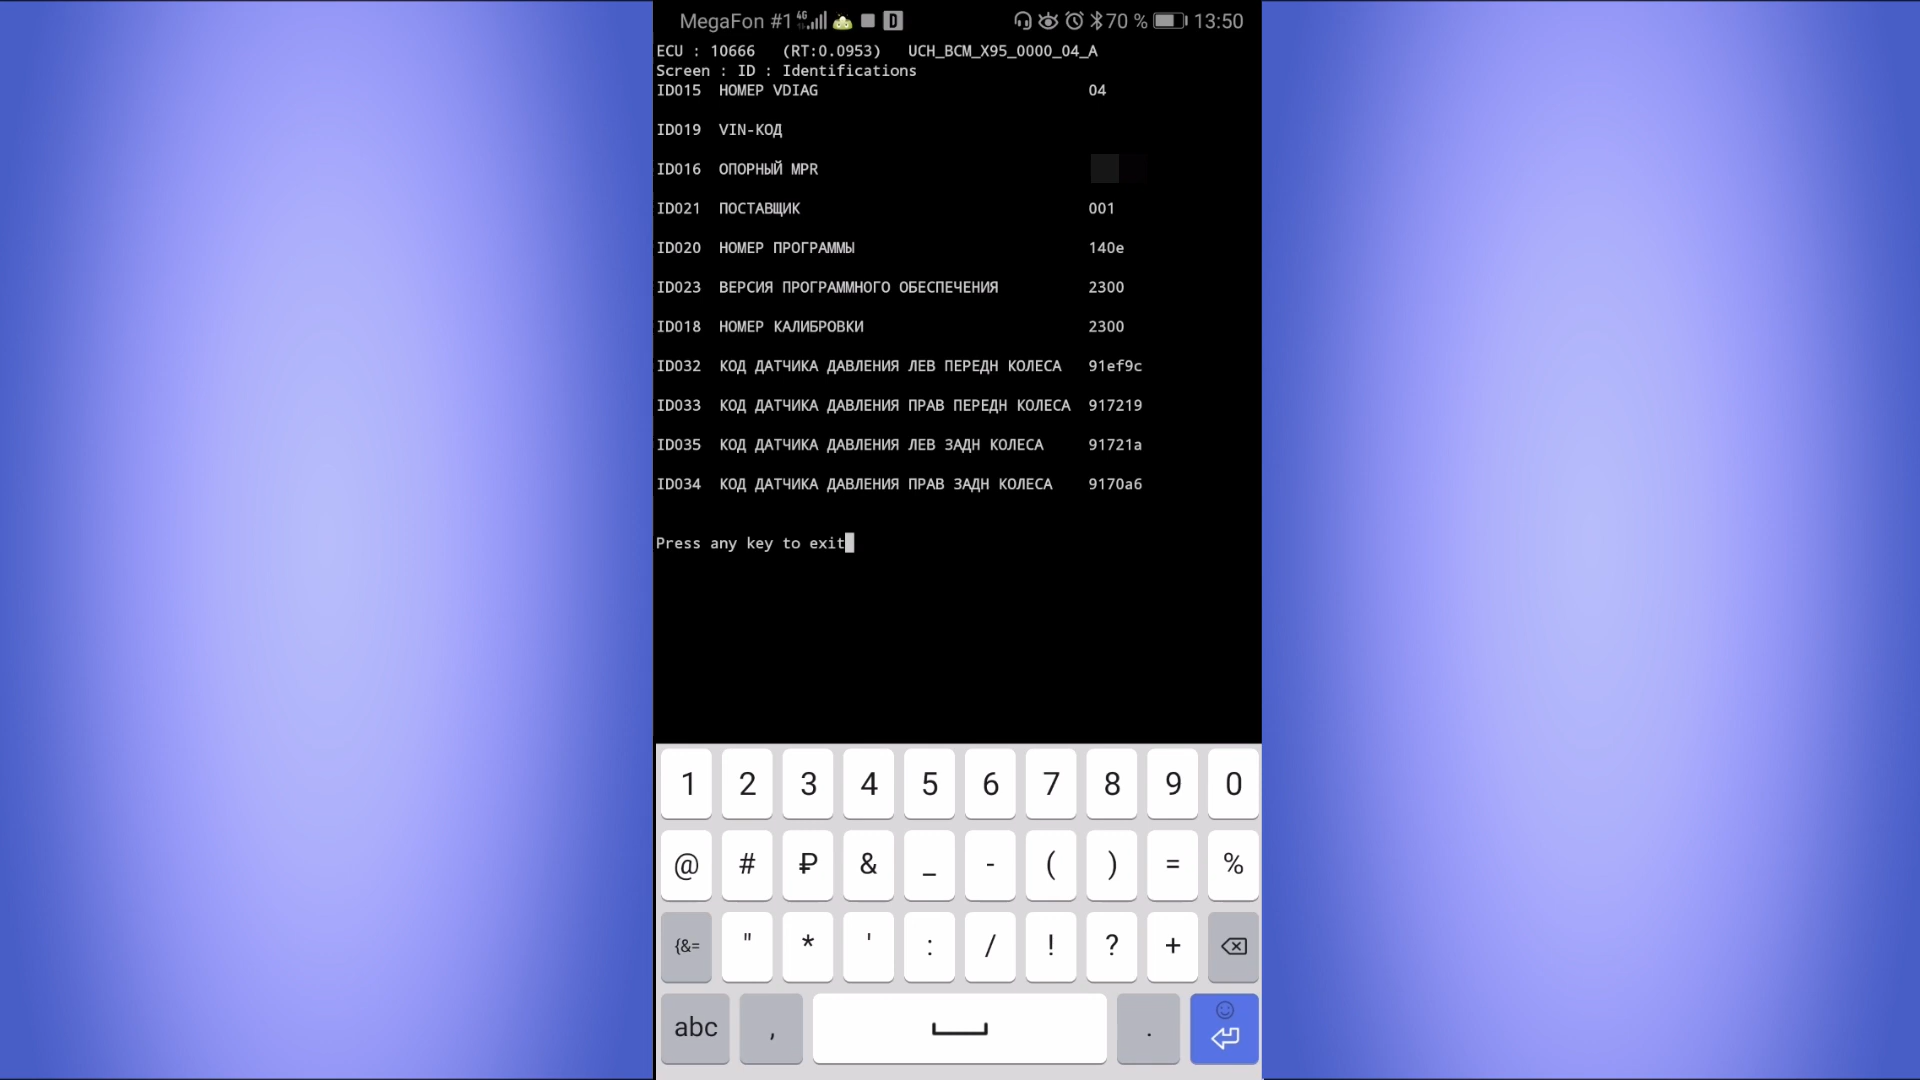 MegaFon #1 4G D 70 % 13:50
ECU : 10666 (RT:0.0953) UCH_BCM_X95_0000_04_A
Screen : ID : Identifications
ID015 НОМЕР VDIAG 04
ID019 VIN-КОД
ID016 ОПОРНЫЙ MPR
ID021 ПОСТАВЩИК 001
ID020 НОМЕР ПРОГРАММЫ 140e
ID023 ВЕРСИЯ ПРОГРАММНОГО ОБЕСПЕЧЕНИЯ 2300
ID018 НОМЕР КАЛИБРОВКИ 2300
ID032 КОД ДАТЧИКА ДАВЛЕНИЯ ЛЕВ ПЕРЕДН КОЛЕСА 91ef9c
ID033 КОД ДАТЧИКА ДАВЛЕНИЯ ПРАВ ПЕРЕДН КОЛЕСА 917219
ID035 КОД ДАТЧИКА ДАВЛЕНИЯ ЛЕВ ЗАДН КОЛЕСА 91721a
ID034 КОД ДАТЧИКА ДАВЛЕНИЯ ПРАВ ЗАДН КОЛЕСА 9170a6
Press any key to exit
1 2 3 4 5 6 7 8 9 0
@ # ₽ & _ - ( ) = %
{&= " * ' : / ! ? +
abc , .